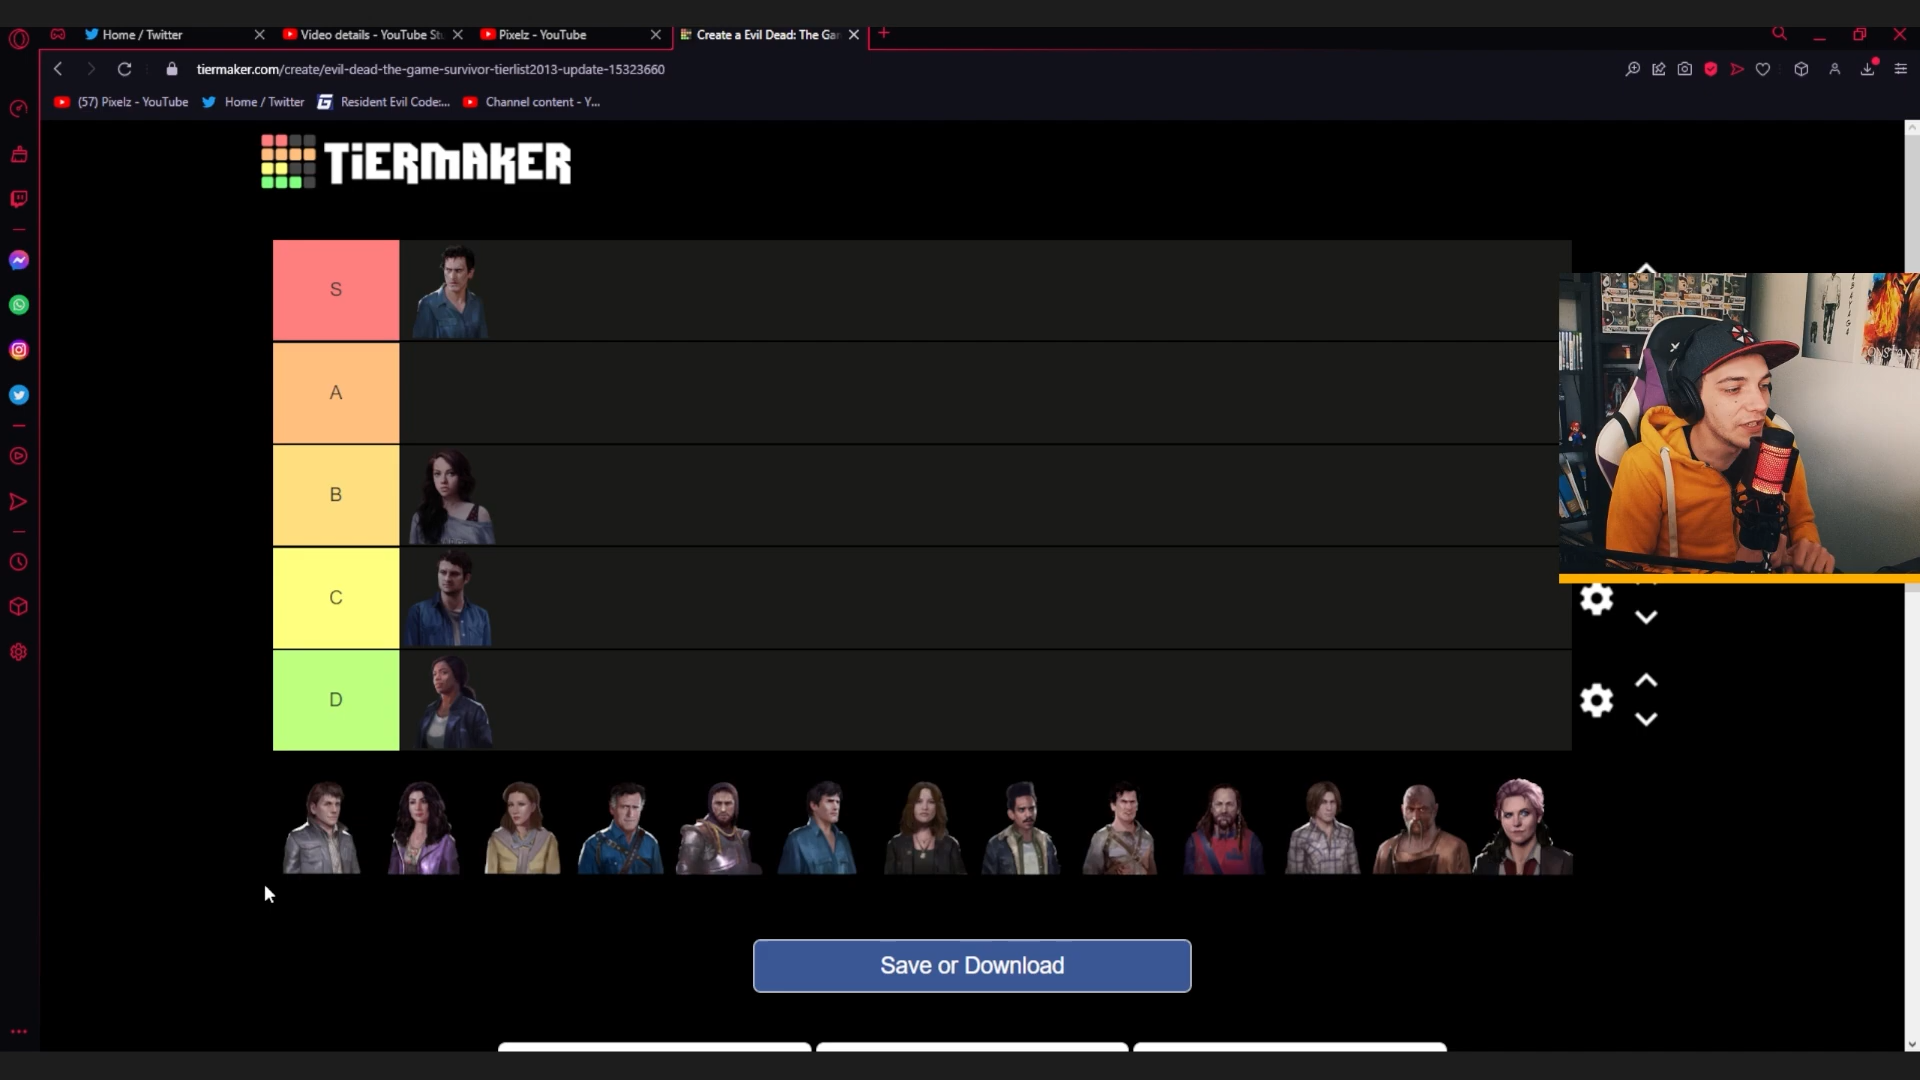 Home / Twitter
Video details - YouTube St
Pixelz - YouTube
Create a Evil Dead: The Ga
tiermaker.com/create/evil-dead-the-game-survivor-tierlist2013-update-15323660
(57) Pixelz - YouTube
Home / Twitter
Resident Evil Code:...
Channel content - Y...
TiERMAKER
S
A
B
C
D
Save or Download